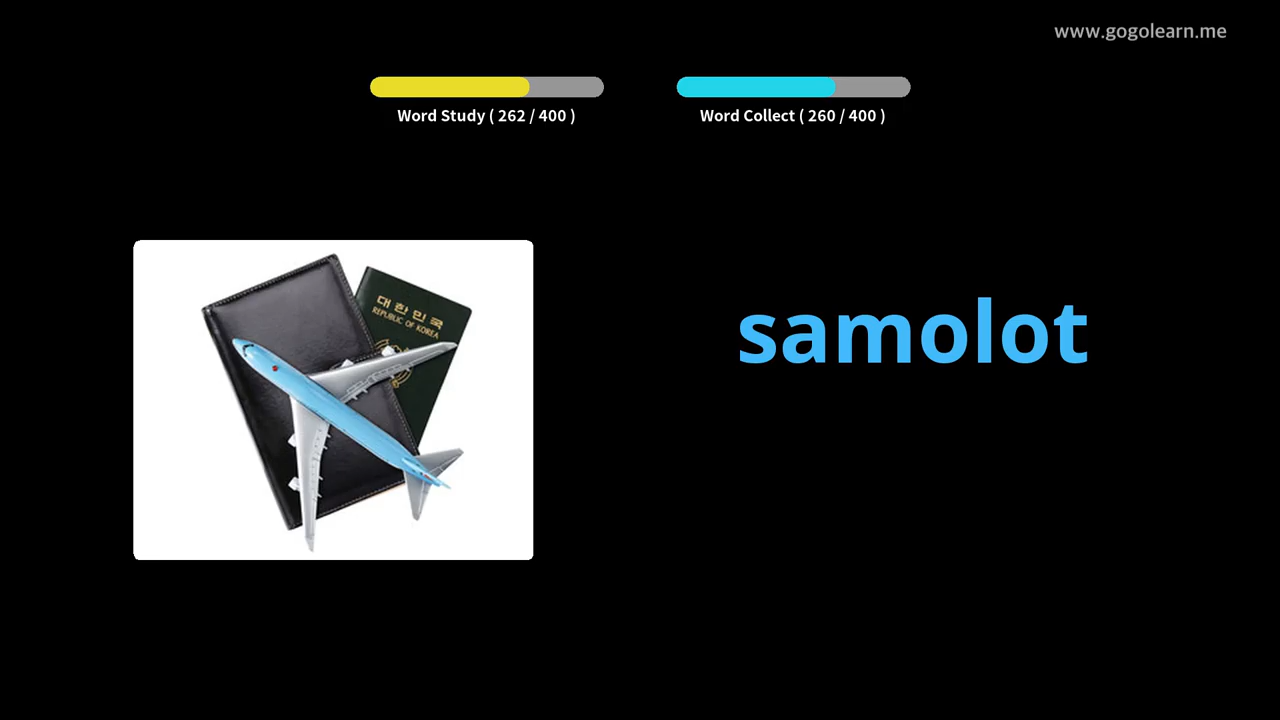 www.gogolearn.me
Word Study ( 262 / 400 )
Word Collect ( 260 / 400 )
대한민국
REPUBLIC OF KOREA
samolot